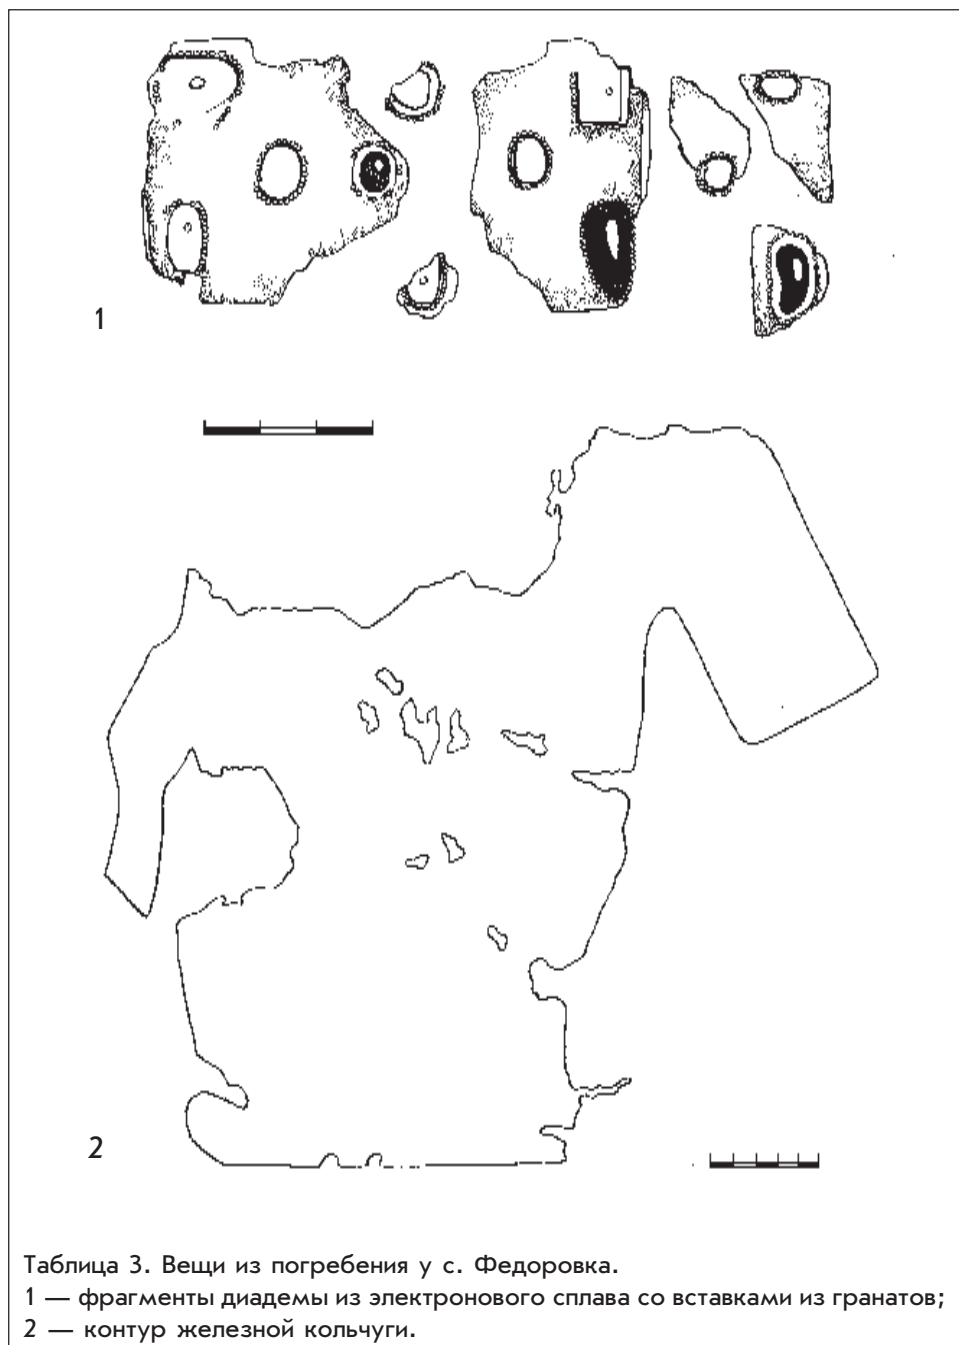 1
2
Таблица 3. Вещи из погребения у с. Федоровка.
1 — фрагменты диадемы из электронового сплава со вставками из гранатов;
2 — контур железной кольчуги.